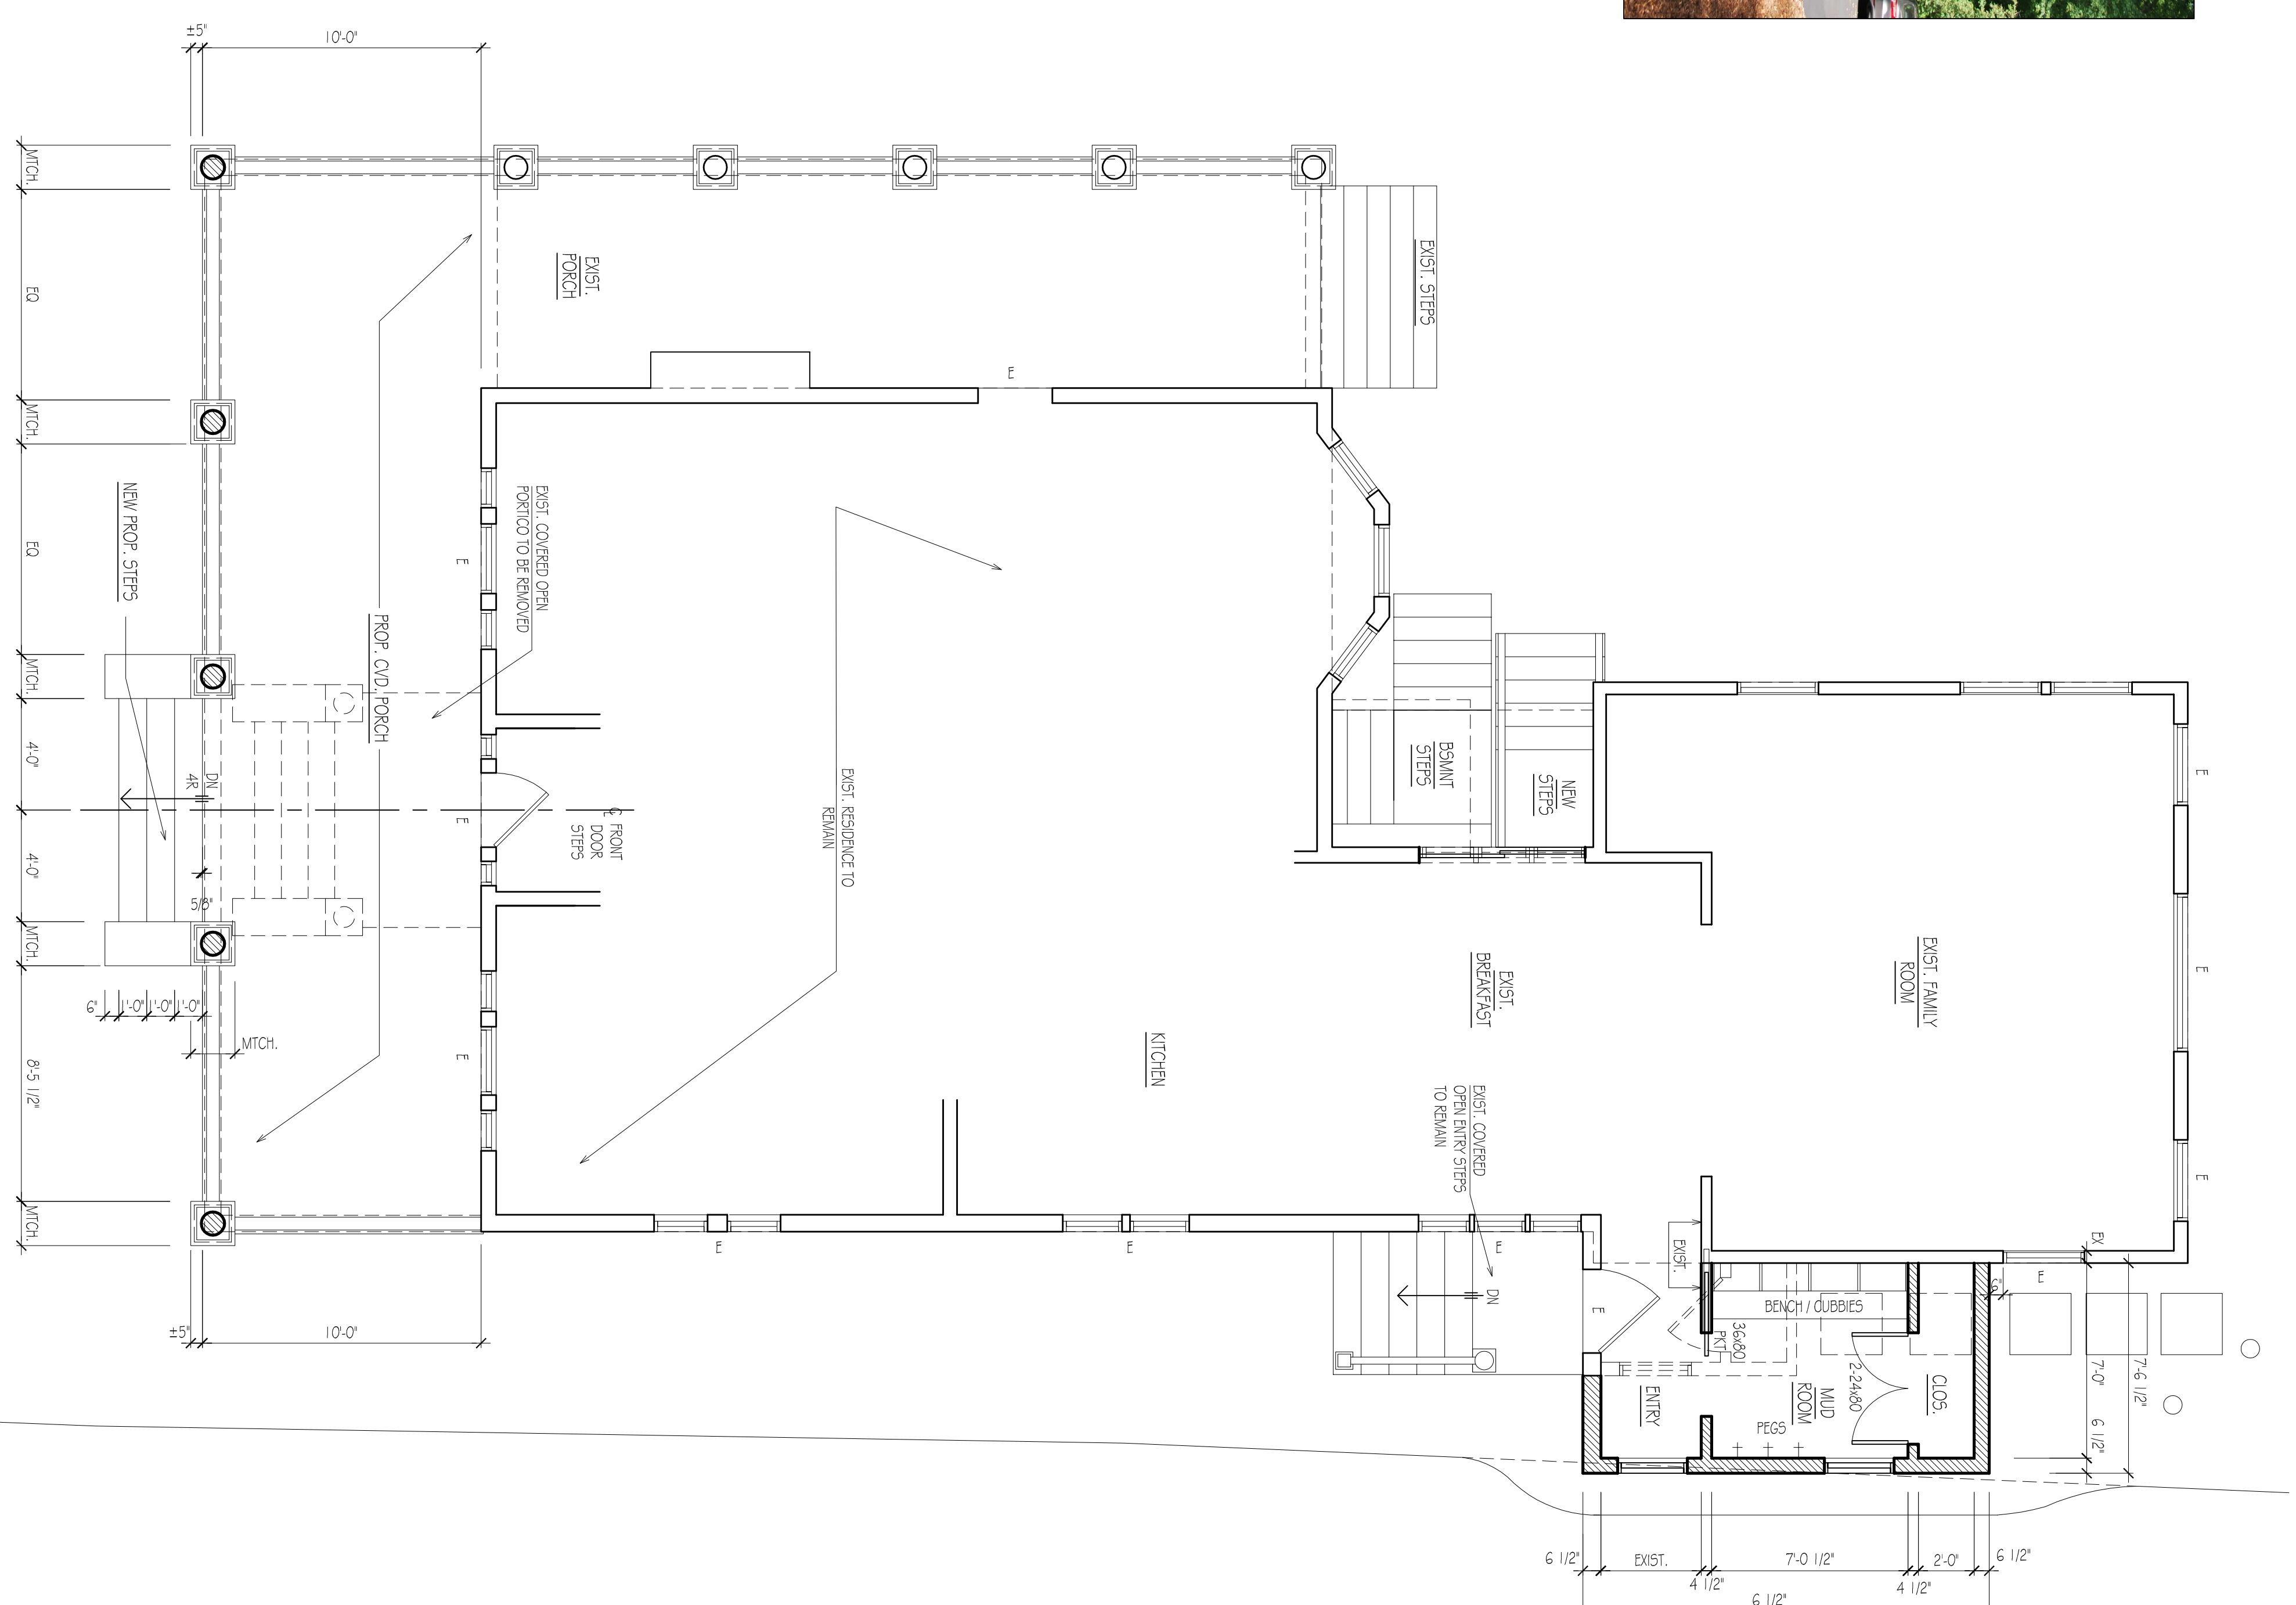 ±5"
10'-0"
MTCH.
EQ
MTCH.
EQ
MTCH.
4'-0"
4'-0"
MTCH.
8'-5 1/2"
MTCH.
NEW PROP. STEPS
DN
4R
5/8"
6"
1'-0"
1'-0"
1'-0"
MTCH.
±5"
10'-0"
PROP. CVD. PORCH
EXIST.
PORCH
EXIST. STEPS
E
E
E
E
EXIST. COVERED OPEN
PORTICO TO BE REMOVED
℄ FRONT
DOOR
STEPS
EXIST. RESIDENCE TO
REMAIN
BSMNT
STEPS
NEW
STEPS
EXIST.
BREAKFAST
KITCHEN
EXIST. FAMILY
ROOM
E
E
E
EXIST. COVERED
OPEN ENTRY STEPS
TO REMAIN
E
E
E
DN
E
EXIST.
EX
E
6"
BENCH / CUBBIES
36x80
PKT
2-24x80
ENTRY
MUD
ROOM
CLOS.
PEGS
7'-0"
7'-6 1/2"
6 1/2"
6 1/2"
EXIST.
4 1/2"
7'-0 1/2"
4 1/2"
2'-0"
6 1/2"
6 1/2"